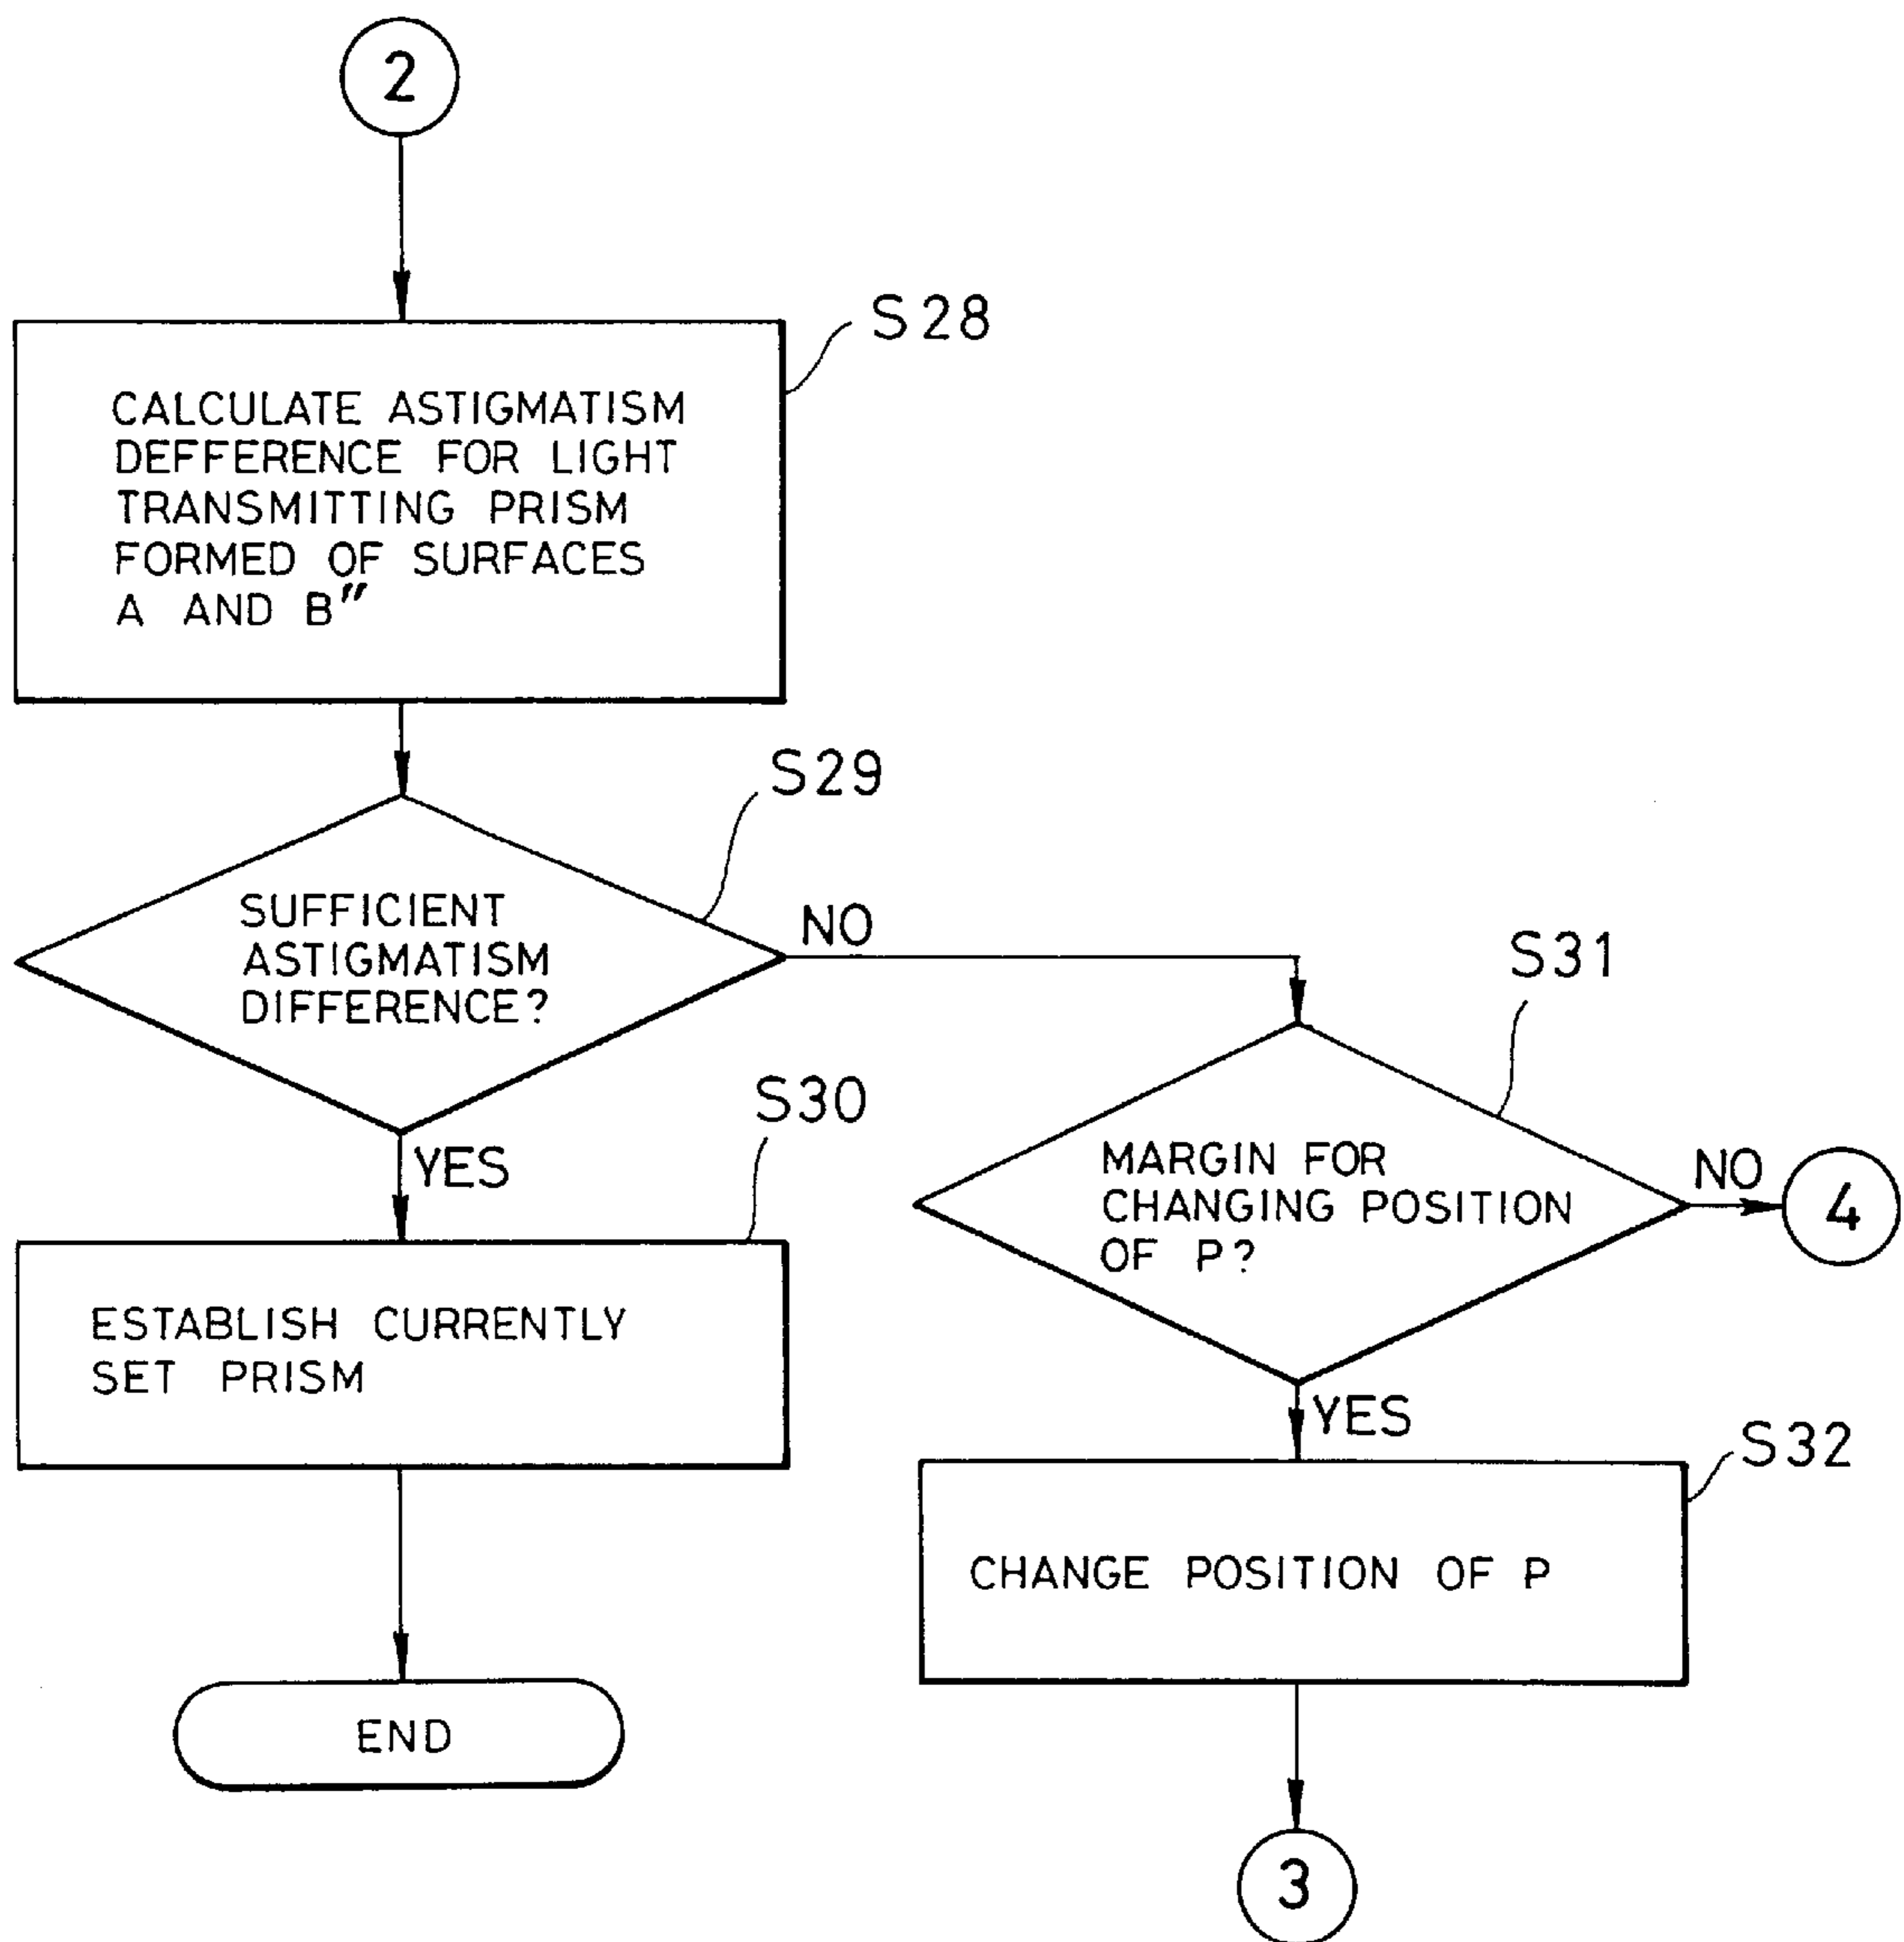 2
S28
CALCULATE ASTIGMATISM
DEFFERENCE FOR LIGHT
TRANSMITTING PRISM
FORMED OF SURFACES
A AND B"
S29
SUFFICIENT
ASTIGMATISM
DIFFERENCE?
NO
YES
S30
ESTABLISH CURRENTLY
SET PRISM
END
S31
MARGIN FOR
CHANGING POSITION
OF P?
NO
4
YES
S32
CHANGE POSITION OF P
3